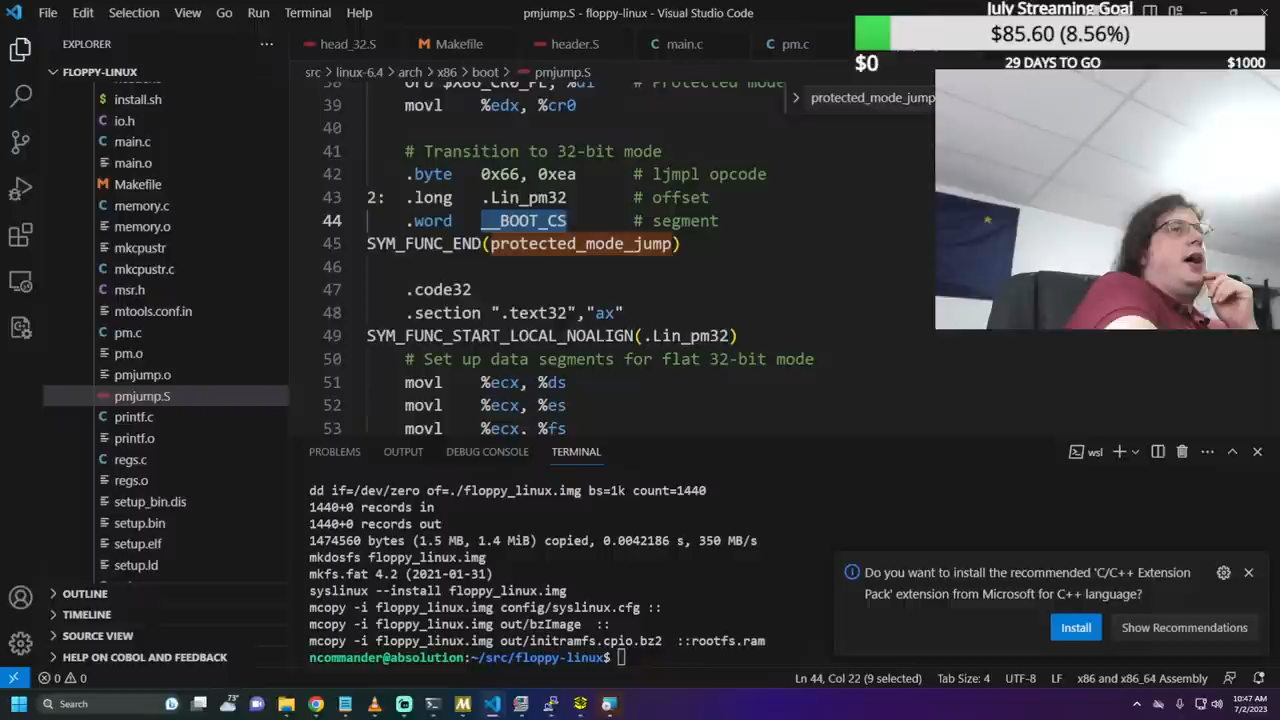 File Edit Selection View Go Run Terminal Help
pmjump.S - floppy-linux - Visual Studio Code
July Streaming Goal
$85.60 (8.56%)
$0 29 DAYS TO GO $1000
EXPLORER
FLOPPY-LINUX
install.sh
io.h
main.c
main.o
Makefile
memory.c
memory.o
mkcpustr
mkcpustr.c
msr.h
mtools.conf.in
pm.c
pm.o
pmjump.o
pmjump.S
printf.c
printf.o
regs.c
regs.o
setup_bin.dis
setup.bin
setup.elf
setup.ld
OUTLINE
TIMELINE
SOURCE VIEW
HELP ON COBOL AND FEEDBACK
head_32.S Makefile header.S main.c pm.c
src > linux-6.4 > arch > x86 > boot > pmjump.S
protected_mode_jump
38 orb $X86_CR0_PE, %dl # Protected mode
39 movl %edx, %cr0
40
41 # Transition to 32-bit mode
42 .byte 0x66, 0xea # ljmpl opcode
43 2: .long .Lin_pm32 # offset
44 .word __BOOT_CS # segment
45 SYM_FUNC_END(protected_mode_jump)
46
47 .code32
48 .section ".text32","ax"
49 SYM_FUNC_START_LOCAL_NOALIGN(.Lin_pm32)
50 # Set up data segments for flat 32-bit mode
51 movl %ecx, %ds
52 movl %ecx, %es
53 movl %ecx, %fs
PROBLEMS OUTPUT DEBUG CONSOLE TERMINAL
wsl
dd if=/dev/zero of=./floppy_linux.img bs=1k count=1440
1440+0 records in
1440+0 records out
1474560 bytes (1.5 MB, 1.4 MiB) copied, 0.0042186 s, 350 MB/s
mkdosfs floppy_linux.img
mkfs.fat 4.2 (2021-01-31)
syslinux --install floppy_linux.img
mcopy -i floppy_linux.img config/syslinux.cfg ::
mcopy -i floppy_linux.img out/bzImage ::
mcopy -i floppy_linux.img out/initramfs.cpio.bz2 ::rootfs.ram
ncommander@absolution:~/src/floppy-linux$
Do you want to install the recommended 'C/C++ Extension
Pack' extension from Microsoft for C++ language?
Install Show Recommendations
0 0
Ln 44, Col 22 (9 selected) Tab Size: 4 UTF-8 LF x86 and x86_64 Assembly
Search
73°
10:47 AM
7/2/2023